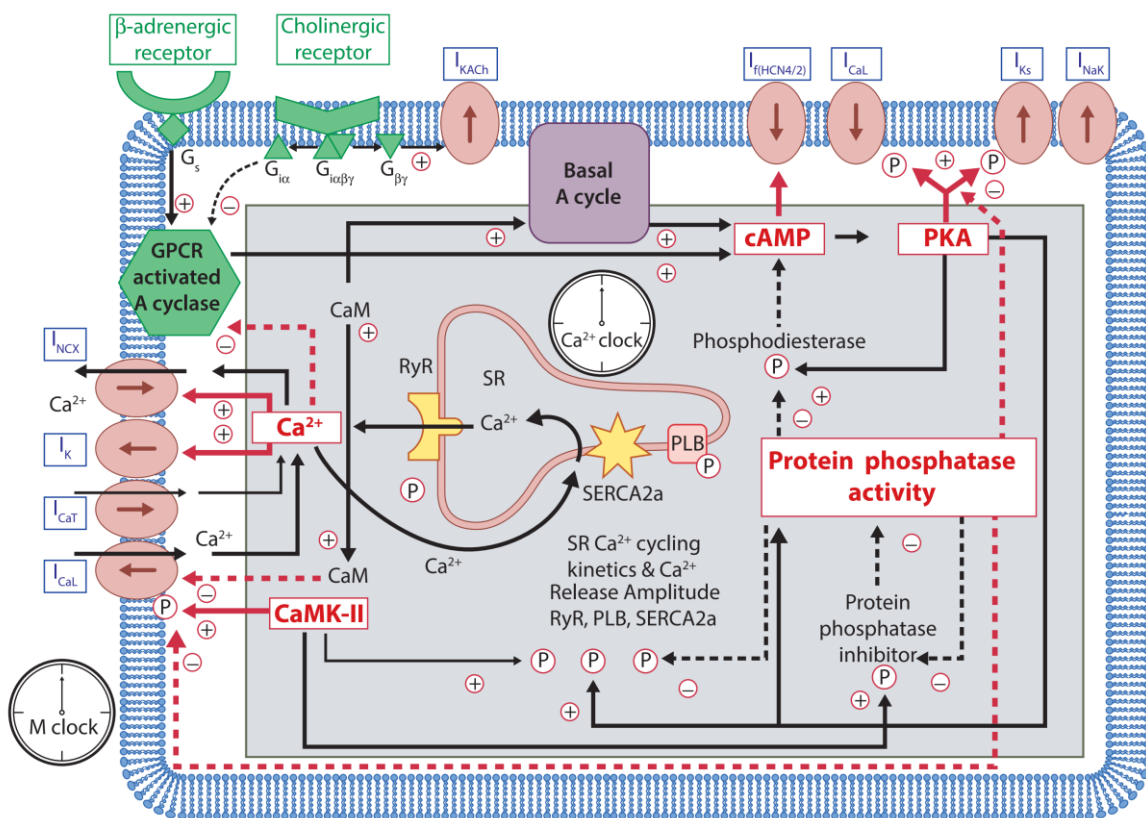 β-adrenergic
receptor
Cholinergic
receptor
I_KACh
I_f(HCN4/2)
I_CaL
I_Ks
I_NaK
G_s
G_iα
G_iαβγ
G_βγ
+
+
−
P
+
P
−
Basal
A cycle
GPCR
activated
A cyclase
+
+
+
cAMP
PKA
CaM
+
Ca²⁺ clock
Phosphodiesterase
P
+
−
−
I_NCX
Ca²⁺
RyR
SR
Ca²⁺
+
+
Ca²⁺
I_K
PLB
P
SERCA2a
P
Protein phosphatase
activity
I_CaT
Ca²⁺
I_CaL
+
CaM
Ca²⁺
SR Ca²⁺ cycling
kinetics & Ca²⁺
Release Amplitude
RyR, PLB, SERCA2a
−
Protein
phosphatase
inhibitor
P
+
−
−
P
+
−
CaMK-II
P
P
P
+
+
−
M clock